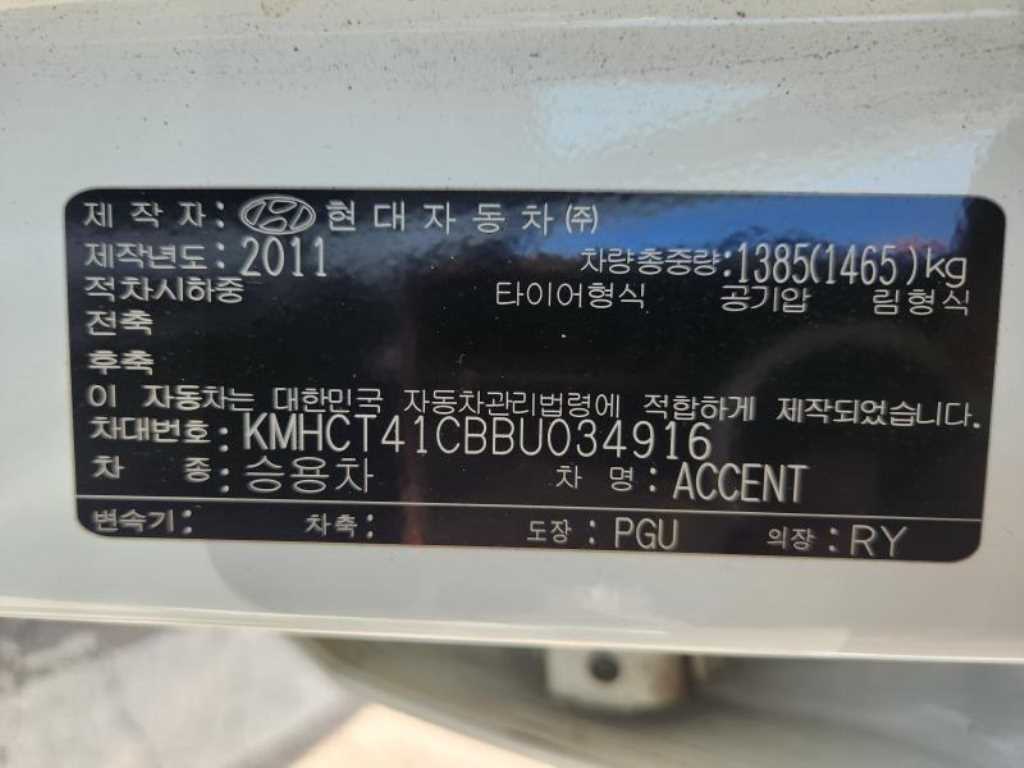 제 작 자 : 현 대 자 동 차 ㈜
제작년도 : 2011 차량총중량 : 1385(1465)kg
적차시하중 타이어형식 공기압 림형식
전축
후축
이 자동차는 대한민국 자동차관리법령에 적합하게 제작되었습니다.
차대번호 : KMHCT41CBBU034916
차 종 : 승용차 차 명 : ACCENT
변속기 : 차축 : 도장 : PGU 의장 : RY